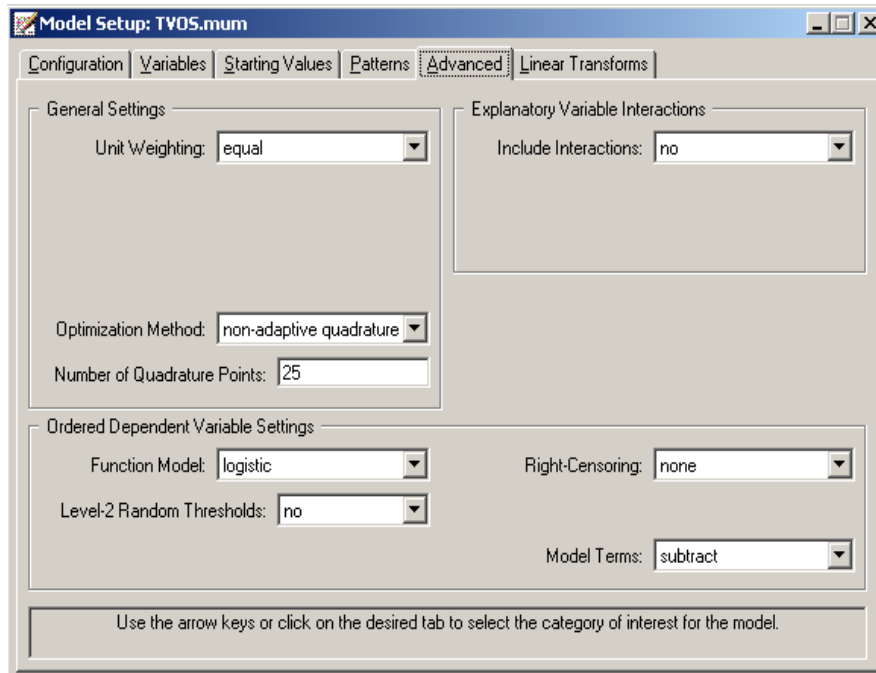 Model Setup: TVOS.mum
Configuration Variables Starting Values Patterns Advanced Linear Transforms
General Settings
Unit Weighting: equal
Optimization Method: non-adaptive quadrature
Number of Quadrature Points: 25
Explanatory Variable Interactions
Include Interactions: no
Ordered Dependent Variable Settings
Function Model: logistic
Right-Censoring: none
Level-2 Random Thresholds: no
Model Terms: subtract
Use the arrow keys or click on the desired tab to select the category of interest for the model.